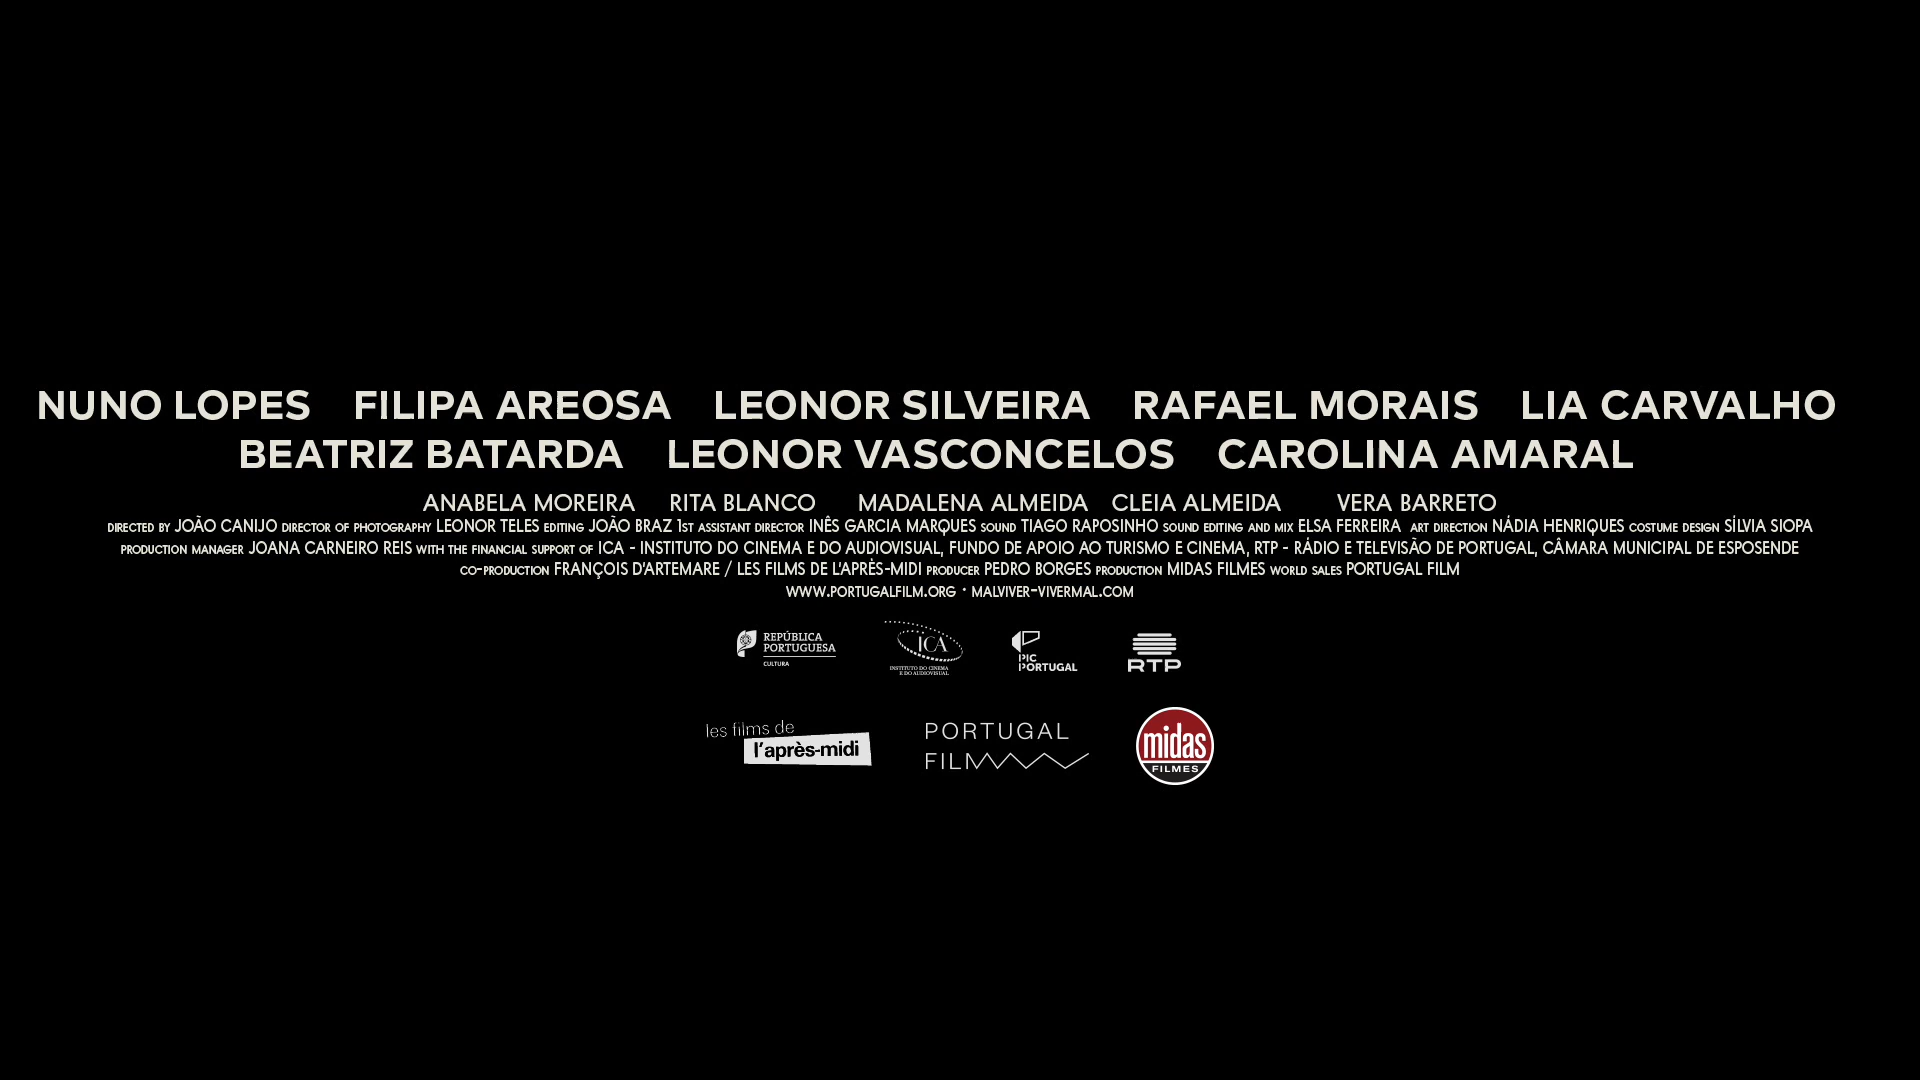 NUNO LOPES FILIPA AREOSA LEONOR SILVEIRA RAFAEL MORAIS LIA CARVALHO
BEATRIZ BATARDA LEONOR VASCONCELOS CAROLINA AMARAL
ANABELA MOREIRA RITA BLANCO MADALENA ALMEIDA CLEIA ALMEIDA VERA BARRETO
DIRECTED BY JOÃO CANIJO DIRECTOR OF PHOTOGRAPHY LEONOR TELES EDITING JOÃO BRAZ 1ST ASSISTANT DIRECTOR INÊS GARCIA MARQUES SOUND TIAGO RAPOSINHO SOUND EDITING AND MIX ELSA FERREIRA ART DIRECTION NÁDIA HENRIQUES COSTUME DESIGN SÍLVIA SIOPA
PRODUCTION MANAGER JOANA CARNEIRO REIS WITH THE FINANCIAL SUPPORT OF ICA - INSTITUTO DO CINEMA E DO AUDIOVISUAL, FUNDO DE APOIO AO TURISMO E CINEMA, RTP - RÁDIO E TELEVISÃO DE PORTUGAL, CÂMARA MUNICIPAL DE ESPOSENDE
CO-PRODUCTION FRANÇOIS D'ARTEMARE / LES FILMS DE L'APRÈS-MIDI PRODUCER PEDRO BORGES PRODUCTION MIDAS FILMES WORLD SALES PORTUGAL FILM
WWW.PORTUGALFILM.ORG · MALVIVER-VIVERMAL.COM
REPÚBLICA
PORTUGUESA
CULTURA
ICA
INSTITUTO DO CINEMA
E DO AUDIOVISUAL
PIC
PORTUGAL
RTP
les films de
l'après-midi
PORTUGAL
FILM
midas
FILMES